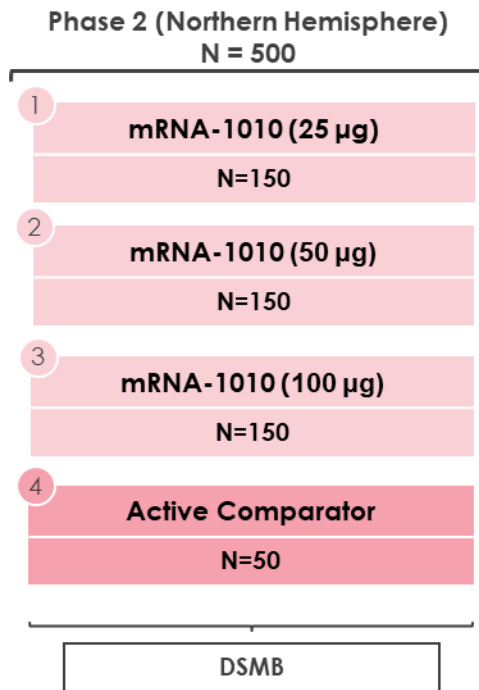 Phase 2 (Northern Hemisphere)
N = 500
1
mRNA-1010 (25 µg)
N=150
2
mRNA-1010 (50 µg)
N=150
3
mRNA-1010 (100 µg)
N=150
4
Active Comparator
N=50
DSMB